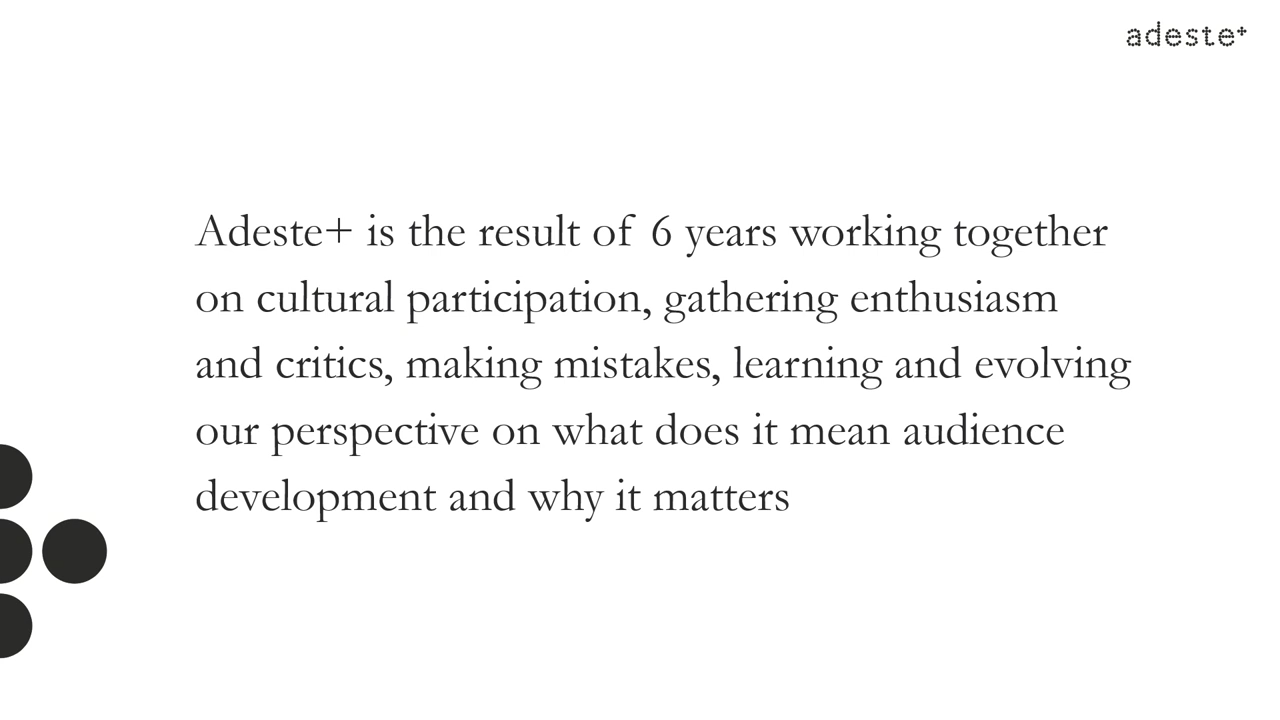 adeste+
Adeste+ is the result of 6 years working together
on cultural participation, gathering enthusiasm
and critics, making mistakes, learning and evolving
our perspective on what does it mean audience
development and why it matters